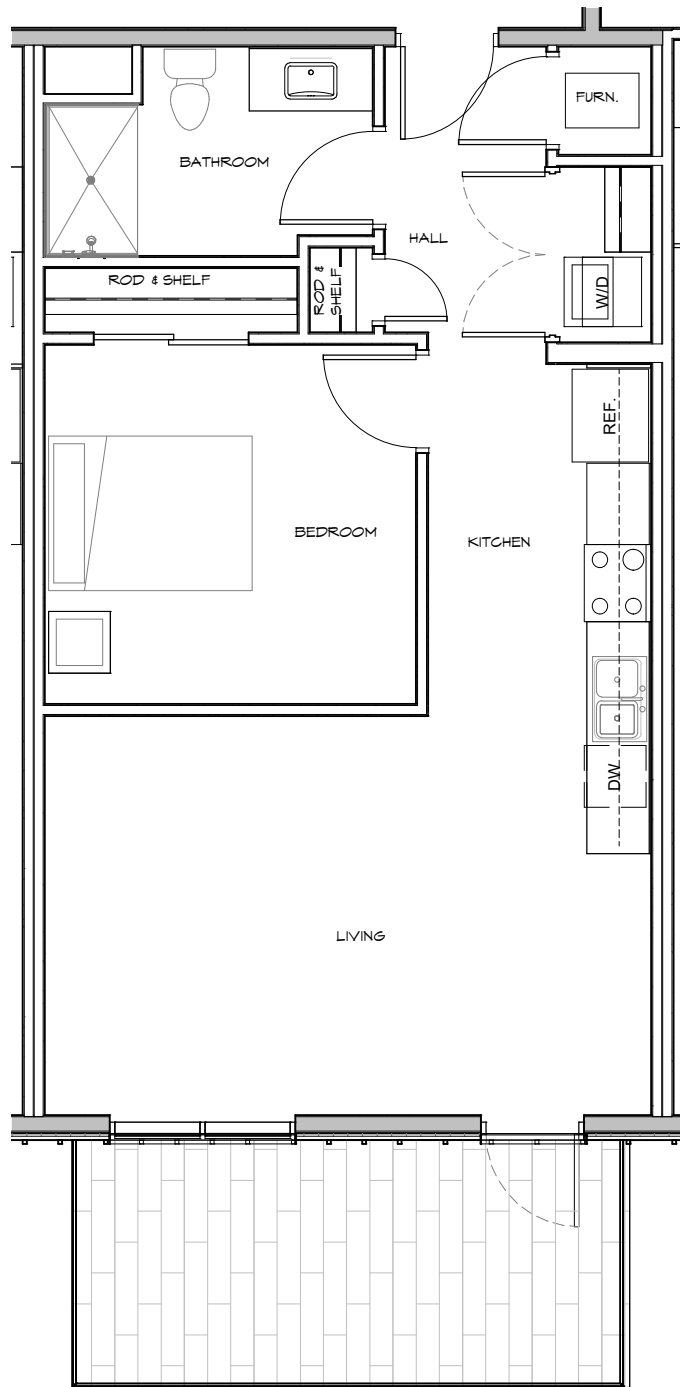 FURN.
BATHROOM
HALL
ROD & SHELF
ROD &
SHELF
W/D
REF.
BEDROOM
KITCHEN
DW
LIVING